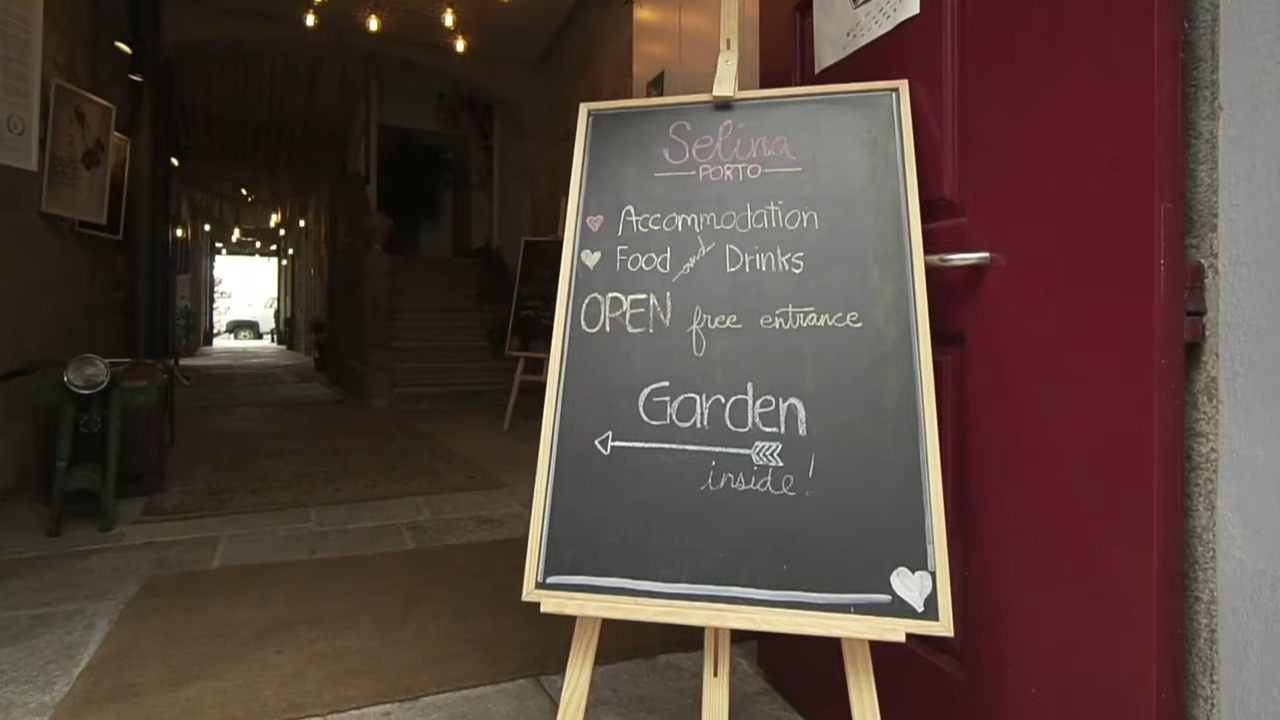 Selina
PORTO
Accommodation
Food and Drinks
OPEN free entrance
Garden
inside!